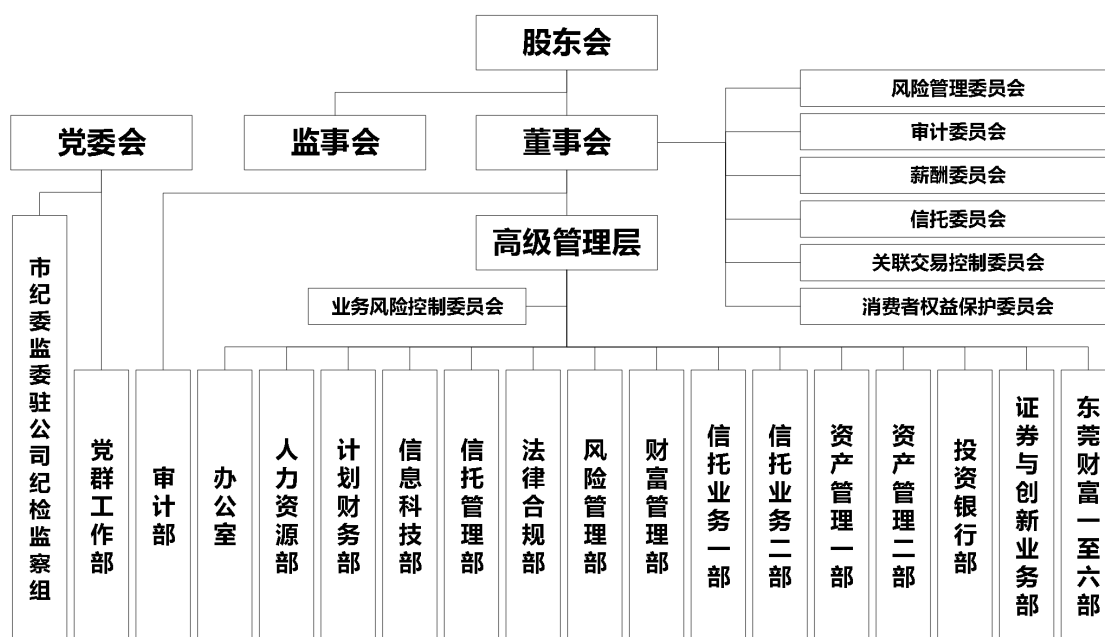 股东会
党委会
监事会
董事会
风险管理委员会
审计委员会
薪酬委员会
信托委员会
关联交易控制委员会
消费者权益保护委员会
高级管理层
业务风险控制委员会
市纪委监委驻公司纪检监察组
党群工作部
审计部
办公室
人力资源部
计划财务部
信息科技部
信托管理部
法律合规部
风险管理部
财富管理部
信托业务一部
信托业务二部
资产管理一部
资产管理二部
投资银行部
证券与创新业务部
东莞财富一至六部